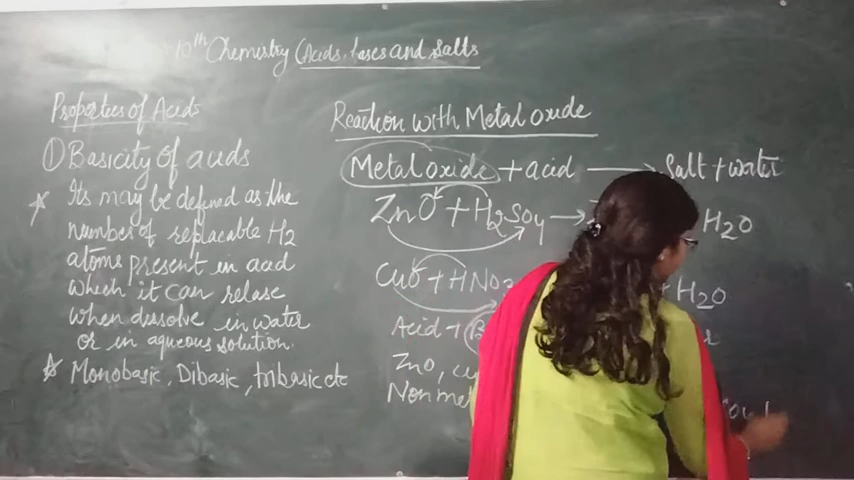 10th Chemistry (Acids, bases and salts
Properties of Acids
① Basicity of acids
Its may be defined as the
number of replacable H2
atoms present in acid
which it can relase
when dissolve in water
or in aqueous solution.
Monobasic, Dibasic, tribasic etc
Reaction with Metal oxide
Metal oxide + acid → Salt + water
ZnO + H2SO4 → H2O
CuO + HNO3 + H2O
Acid +
ZnO,
Non